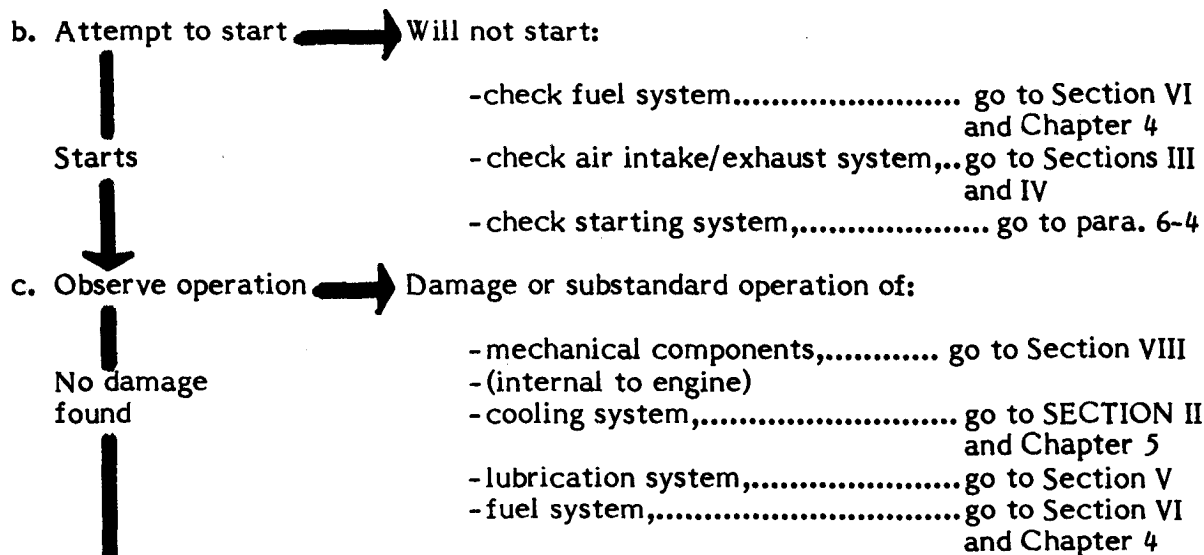 b. Attempt to start Will not start:
-check fuel system......................... go to Section VI
and Chapter 4
Starts -check air intake/exhaust system,..go to Sections III
and IV
-check starting system,................... go to para. 6-4
c. Observe operation Damage or substandard operation of:
-mechanical components,............ go to Section VIII
No damage -(internal to engine)
found -cooling system,............................ go to SECTION II
and Chapter 5
-lubrication system,.......................go to Section V
-fuel system,.................................go to Section VI
and Chapter 4